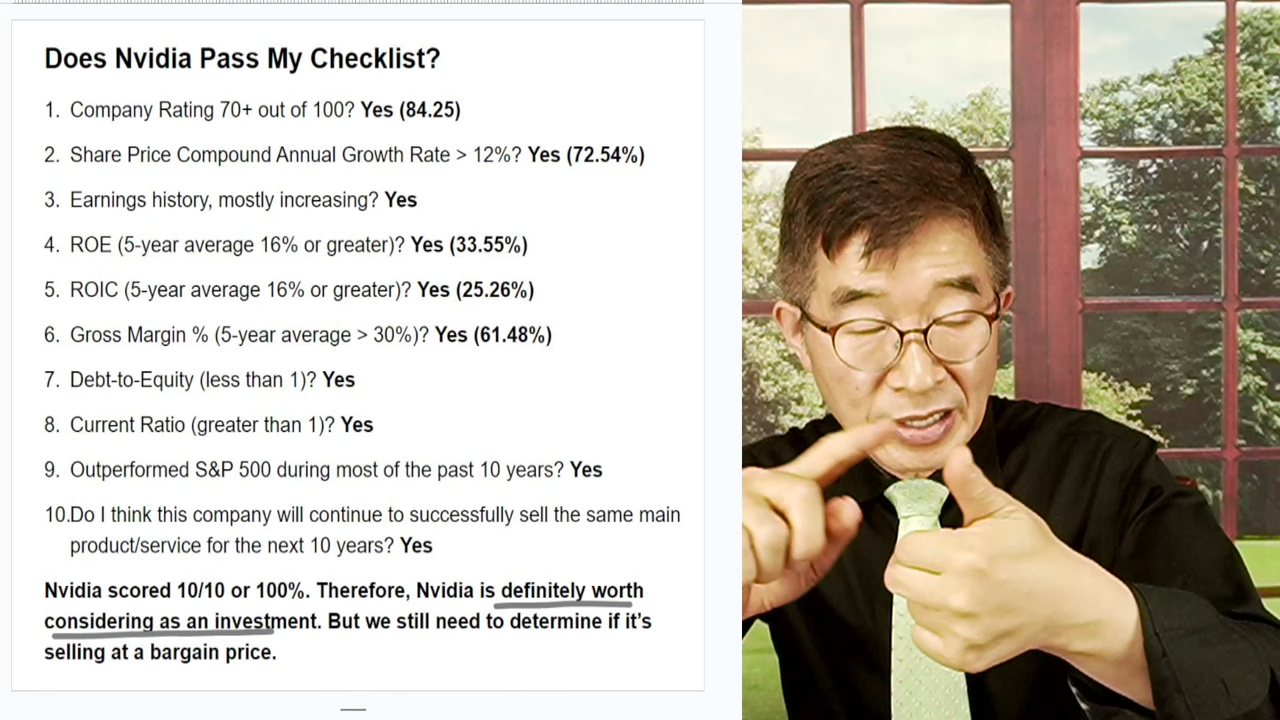 Does Nvidia Pass My Checklist?
1. Company Rating 70+ out of 100? Yes (84.25)
2. Share Price Compound Annual Growth Rate > 12%? Yes (72.54%)
3. Earnings history, mostly increasing? Yes
4. ROE (5-year average 16% or greater)? Yes (33.55%)
5. ROIC (5-year average 16% or greater)? Yes (25.26%)
6. Gross Margin % (5-year average > 30%)? Yes (61.48%)
7. Debt-to-Equity (less than 1)? Yes
8. Current Ratio (greater than 1)? Yes
9. Outperformed S&P 500 during most of the past 10 years? Yes
10.Do I think this company will continue to successfully sell the same main
product/service for the next 10 years? Yes
Nvidia scored 10/10 or 100%. Therefore, Nvidia is definitely worth
considering as an investment. But we still need to determine if it's
selling at a bargain price.